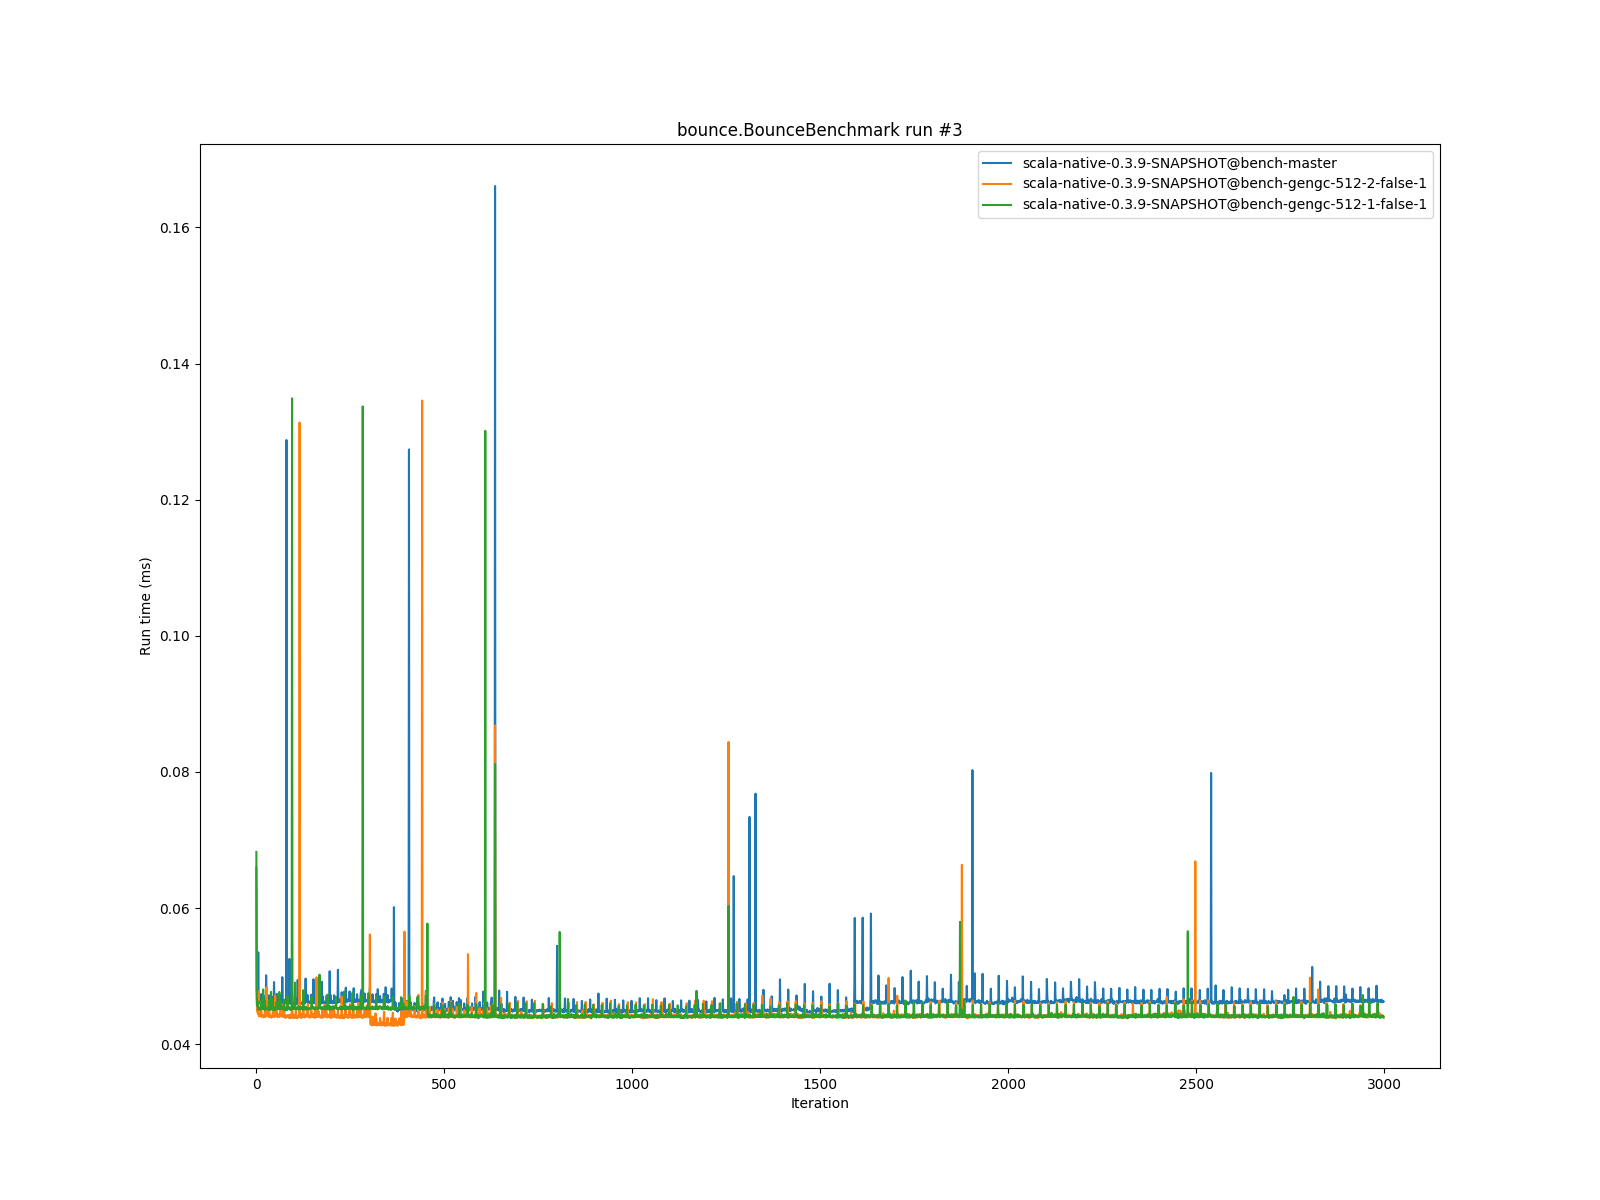 bounce.BounceBenchmark run #3
scala-native-0.3.9-SNAPSHOT@bench-master
scala-native-0.3.9-SNAPSHOT@bench-gengc-512-2-false-1
scala-native-0.3.9-SNAPSHOT@bench-gengc-512-1-false-1
0.16
0.14
0.12
0.10
0.08
0.06
0.04
Run time (ms)
0 500 1000 1500 2000 2500 3000
Iteration